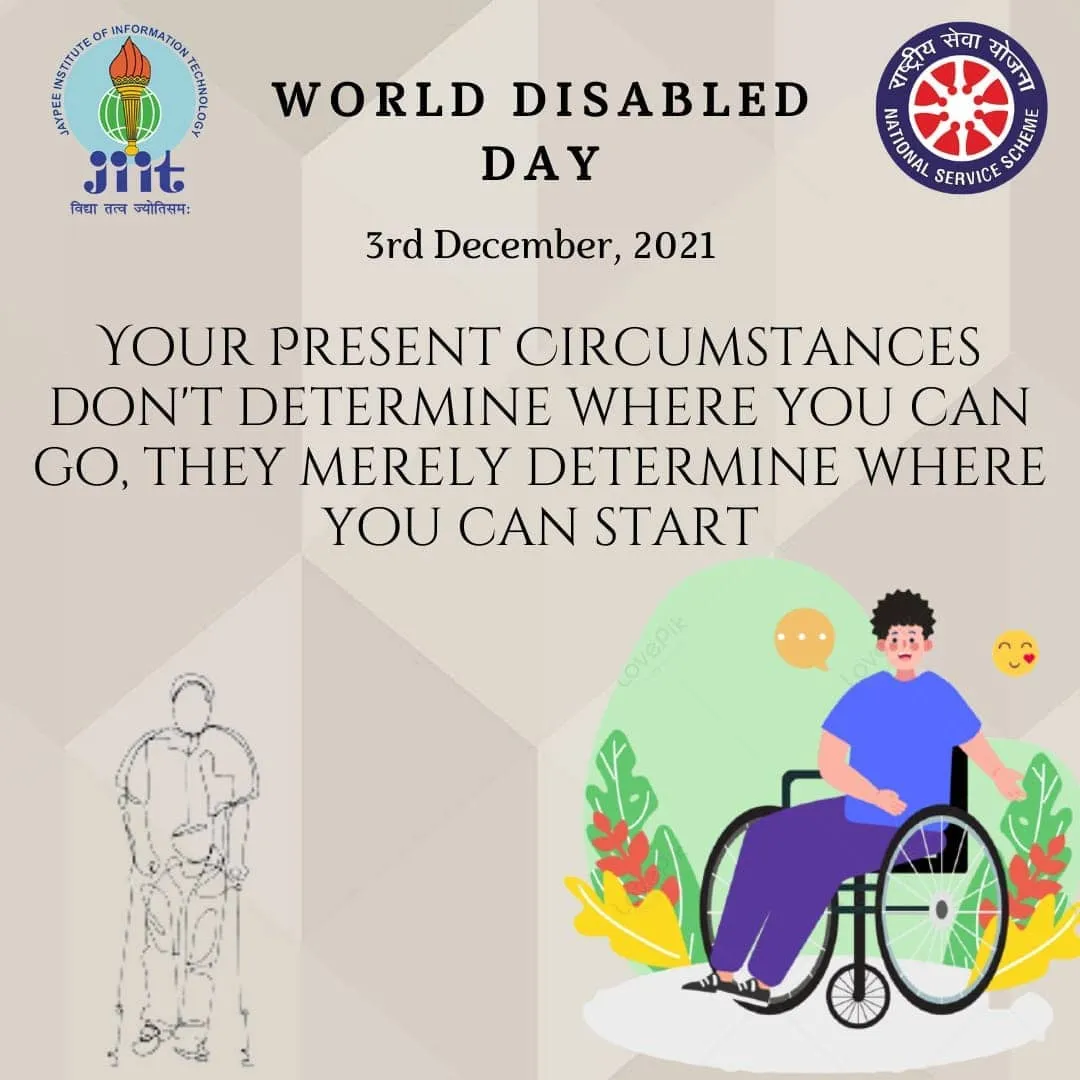 JAYPEE INSTITUTE OF INFORMATION TECHNOLOGY
jiit
विद्या तत्व ज्योतिसमः
WORLD DISABLED
DAY
राष्ट्रीय सेवा योजना
NATIONAL SERVICE SCHEME
3rd December, 2021
YOUR PRESENT CIRCUMSTANCES
DON'T DETERMINE WHERE YOU CAN
GO, THEY MERELY DETERMINE WHERE
YOU CAN START
LovePik